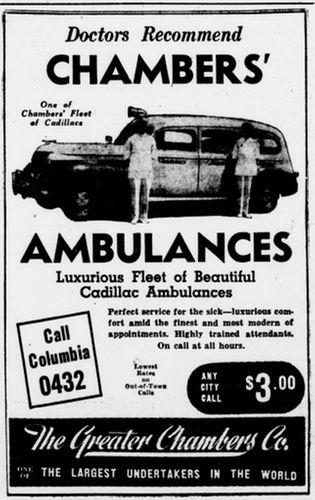 Doctors Recommend
CHAMBERS'
One of
Chambers' Fleet
of Cadillacs
AMBULANCES
Luxurious Fleet of Beautiful
Cadillac Ambulances
Perfect service for the sick—luxurious com-
fort amid the finest and most modern of
appointments. Highly trained attendants.
On call at all hours.
Call
Columbia
0432
Lowest
Rates
on
Out-of-Town
Calls
ANY
CITY
CALL
$3.00
The Greater Chambers Co.
ONE
OF
THE LARGEST UNDERTAKERS IN THE WORLD